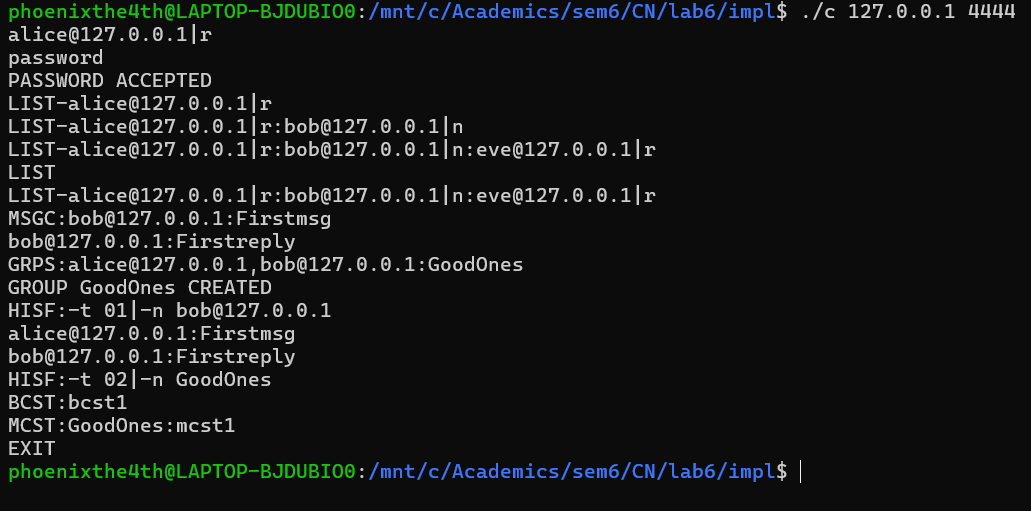 phoenixthe4th@LAPTOP-BJDUBIO0:/mnt/c/Academics/sem6/CN/lab6/impl$ ./c 127.0.0.1 4444
alice@127.0.0.1|r
password
PASSWORD ACCEPTED
LIST-alice@127.0.0.1|r
LIST-alice@127.0.0.1|r:bob@127.0.0.1|n
LIST-alice@127.0.0.1|r:bob@127.0.0.1|n:eve@127.0.0.1|r
LIST
LIST-alice@127.0.0.1|r:bob@127.0.0.1|n:eve@127.0.0.1|r
MSGC:bob@127.0.0.1:Firstmsg
bob@127.0.0.1:Firstreply
GRPS:alice@127.0.0.1,bob@127.0.0.1:GoodOnes
GROUP GoodOnes CREATED
HISF:-t 01|-n bob@127.0.0.1
alice@127.0.0.1:Firstmsg
bob@127.0.0.1:Firstreply
HISF:-t 02|-n GoodOnes
BCST:bcst1
MCST:GoodOnes:mcst1
EXIT
phoenixthe4th@LAPTOP-BJDUBIO0:/mnt/c/Academics/sem6/CN/lab6/impl$